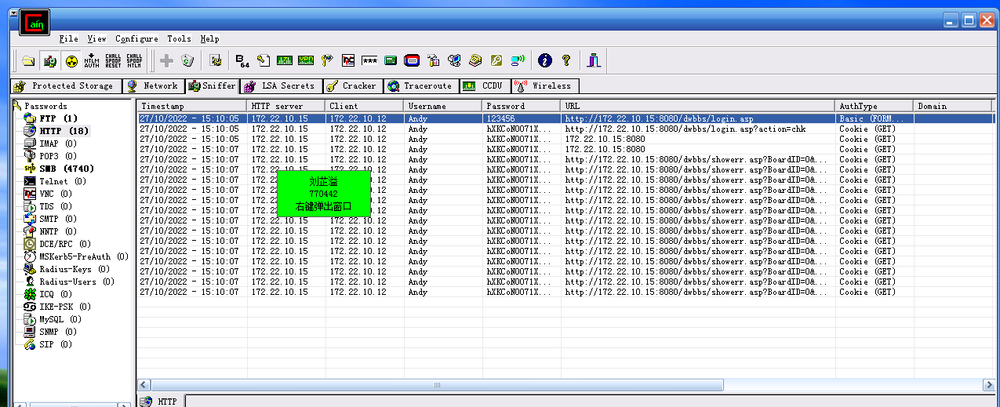 Cain
File View Configure Tools Help
NTLM AUTH CHALL SPOOF RESET CHALL SPOOF NTLM B 64
Protected Storage Network Sniffer LSA Secrets Cracker Traceroute CCDU Wireless
Passwords
FTP (1)
HTTP (18)
IMAP (0)
POP3 (0)
SMB (4740)
Telnet (0)
VNC (0)
TDS (0)
SMTP (0)
NNTP (0)
DCE/RPC (0)
MSKerb5-PreAuth (0)
Radius-Keys (0)
Radius-Users (0)
ICQ (0)
IKE-PSK (0)
MySQL (0)
SNMP (0)
SIP (0)
Timestamp HTTP server Client Username Password URL AuthType Domain
27/10/2022 - 15:10:05 172.22.10.15 172.22.10.12 Andy 123456 http://172.22.10.15:8080/dwbbs/login.asp Basic (FORM...
27/10/2022 - 15:10:05 172.22.10.15 172.22.10.12 Andy hXKCoN0071X... http://172.22.10.15:8080/dwbbs/login.asp?action=chk Cookie (GET)
27/10/2022 - 15:10:05 172.22.10.15 172.22.10.12 Andy hXKCoN0071X... 172.22.10.15:8080 Cookie (GET)
27/10/2022 - 15:10:07 172.22.10.15 172.22.10.12 Andy hXKCoN0071X... 172.22.10.15:8080 Cookie (GET)
27/10/2022 - 15:10:07 172.22.10.15 172.22.10.12 Andy hXKCoN0071X... http://172.22.10.15:8080/dwbbs/showerr.asp?BoardID=0&... Cookie (GET)
27/10/2022 - 15:10:07 172.22.10.15 172.22.10.12 Andy hXKCoN0071X... http://172.22.10.15:8080/dwbbs/showerr.asp?BoardID=0&... Cookie (GET)
27/10/2022 - 15:10:07 Andy hXKCoN0071X... http://172.22.10.15:8080/dwbbs/showerr.asp?BoardID=0&... Cookie (GET)
27/10/2022 - 15:10:07 Andy hXKCoN0071X... http://172.22.10.15:8080/dwbbs/showerr.asp?BoardID=0&... Cookie (GET)
27/10/2022 - 15:10:07 Andy hXKCoN0071X... http://172.22.10.15:8080/dwbbs/showerr.asp?BoardID=0&... Cookie (GET)
27/10/2022 - 15:10:07 Andy hXKCoN0071X... http://172.22.10.15:8080/dwbbs/showerr.asp?BoardID=0&... Cookie (GET)
27/10/2022 - 15:10:07 172.22.10.15 172.22.10.12 Andy hXKCoN0071X... http://172.22.10.15:8080/dwbbs/showerr.asp?BoardID=0&... Cookie (GET)
27/10/2022 - 15:10:07 172.22.10.15 172.22.10.12 Andy hXKCoN0071X... http://172.22.10.15:8080/dwbbs/showerr.asp?BoardID=0&... Cookie (GET)
27/10/2022 - 15:10:07 172.22.10.15 172.22.10.12 Andy hXKCoN0071X... http://172.22.10.15:8080/dwbbs/showerr.asp?BoardID=0&... Cookie (GET)
27/10/2022 - 15:10:07 172.22.10.15 172.22.10.12 Andy hXKCoN0071X... http://172.22.10.15:8080/dwbbs/showerr.asp?BoardID=0&... Cookie (GET)
27/10/2022 - 15:10:07 172.22.10.15 172.22.10.12 Andy hXKCoN0071X... http://172.22.10.15:8080/dwbbs/showerr.asp?BoardID=0&... Cookie (GET)
27/10/2022 - 15:10:07 172.22.10.15 172.22.10.12 Andy hXKCoN0071X... http://172.22.10.15:8080/dwbbs/showerr.asp?BoardID=0&... Cookie (GET)
27/10/2022 - 15:10:07 172.22.10.15 172.22.10.12 Andy hXKCoN0071X... http://172.22.10.15:8080/dwbbs/showerr.asp?BoardID=0&... Cookie (GET)
27/10/2022 - 15:10:07 172.22.10.15 172.22.10.12 Andy hXKCoN0071X... http://172.22.10.15:8080/dwbbs/showerr.asp?BoardID=0&... Cookie (GET)
刘芷溢
770442
右键弹出窗口
HTTP